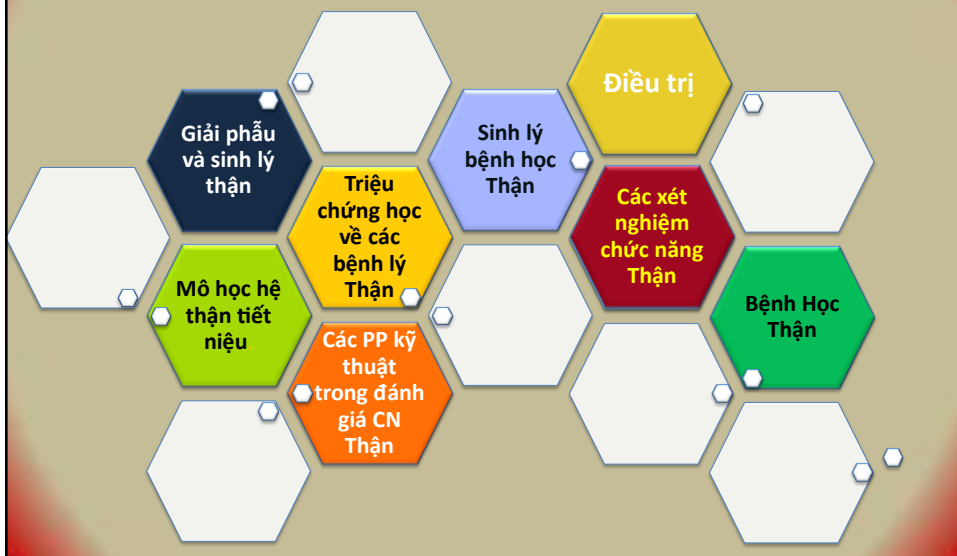 Giải phẫu
và sinh lý
thận
Mô học hệ
thận tiết
niệu
Triệu
chứng học
về các
bệnh lý
Thận
Các PP kỹ
thuật
trong đánh
giá CN
Thận
Sinh lý
bệnh học
Thận
Điều trị
Các xét
nghiệm
chức năng
Thận
Bệnh Học
Thận